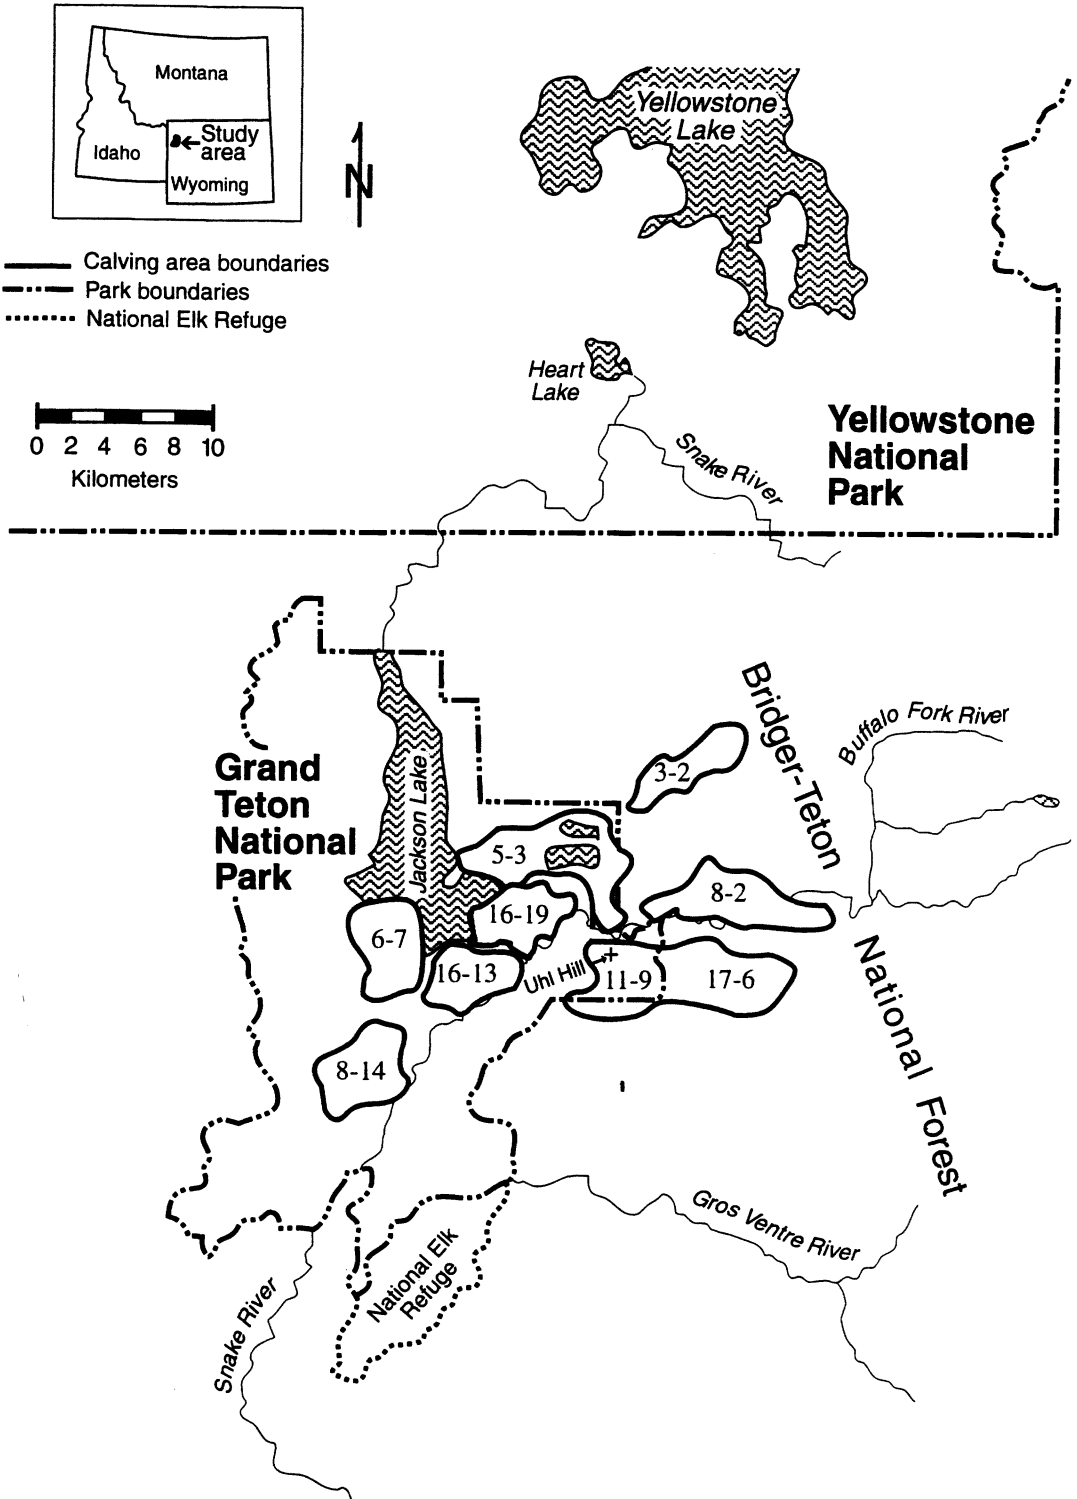 Montana
Idaho
Study
area
Wyoming
N
Calving area boundaries
Park boundaries
National Elk Refuge
0 2 4 6 8 10
Kilometers
Yellowstone
Lake
Heart
Lake
Snake River
Yellowstone
National
Park
Grand
Teton
National
Park
Jackson Lake
Bridger-Teton
National Forest
Buffalo Fork River
3-2
5-3
8-2
16-19
6-7
16-13
Uhl Hill
11-9
17-6
8-14
Gros Ventre River
National Elk
Refuge
Snake River